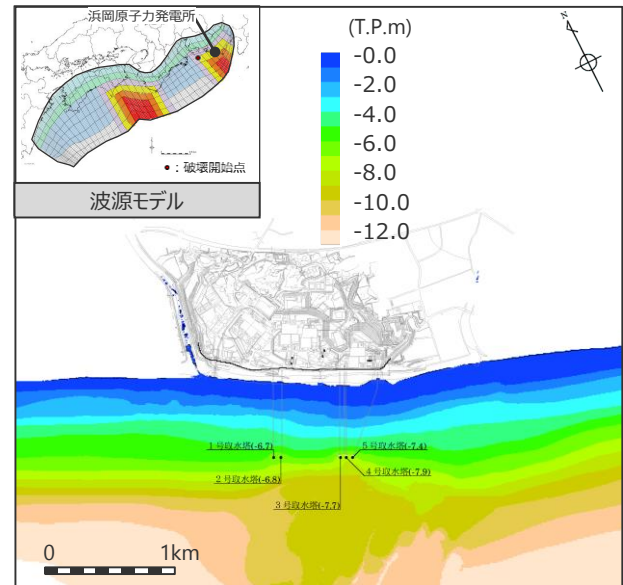 浜岡原子力発電所
●：破壊開始点
波源モデル
(T.P.m)
-0.0
-2.0
-4.0
-6.0
-8.0
-10.0
-12.0
N
1号取水塔(-6.7)
5号取水塔(-7.4)
2号取水塔(-6.8)
4号取水塔(-7.9)
3号取水塔(-7.7)
0 1km